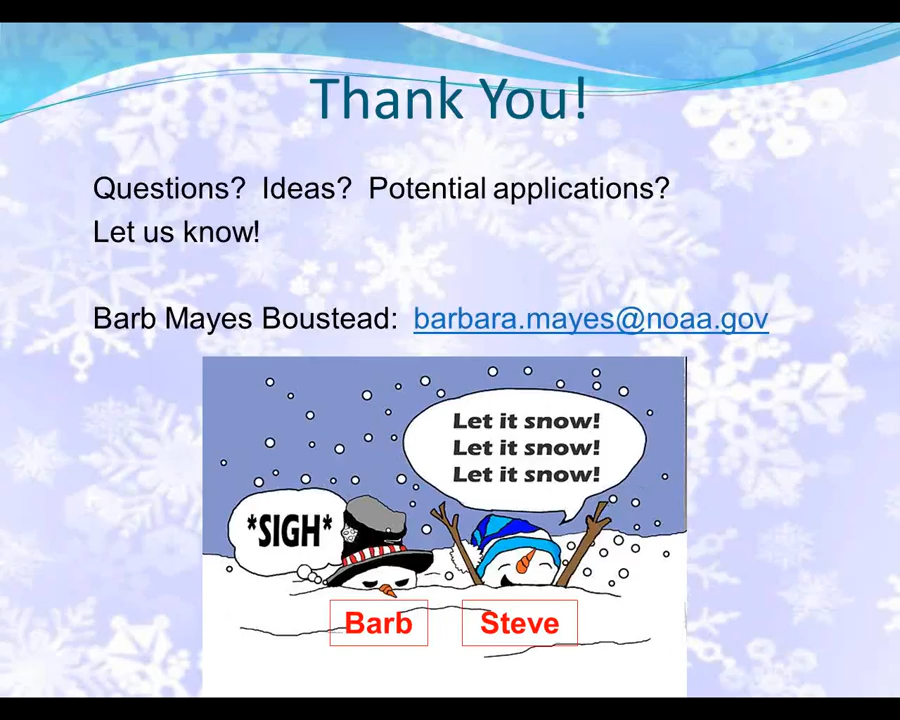 Thank You!
Questions?  Ideas?  Potential applications?
Let us know!
Barb Mayes Boustead:  barbara.mayes@noaa.gov
Let it snow!
Let it snow!
Let it snow!
*SIGH*
Barb
Steve